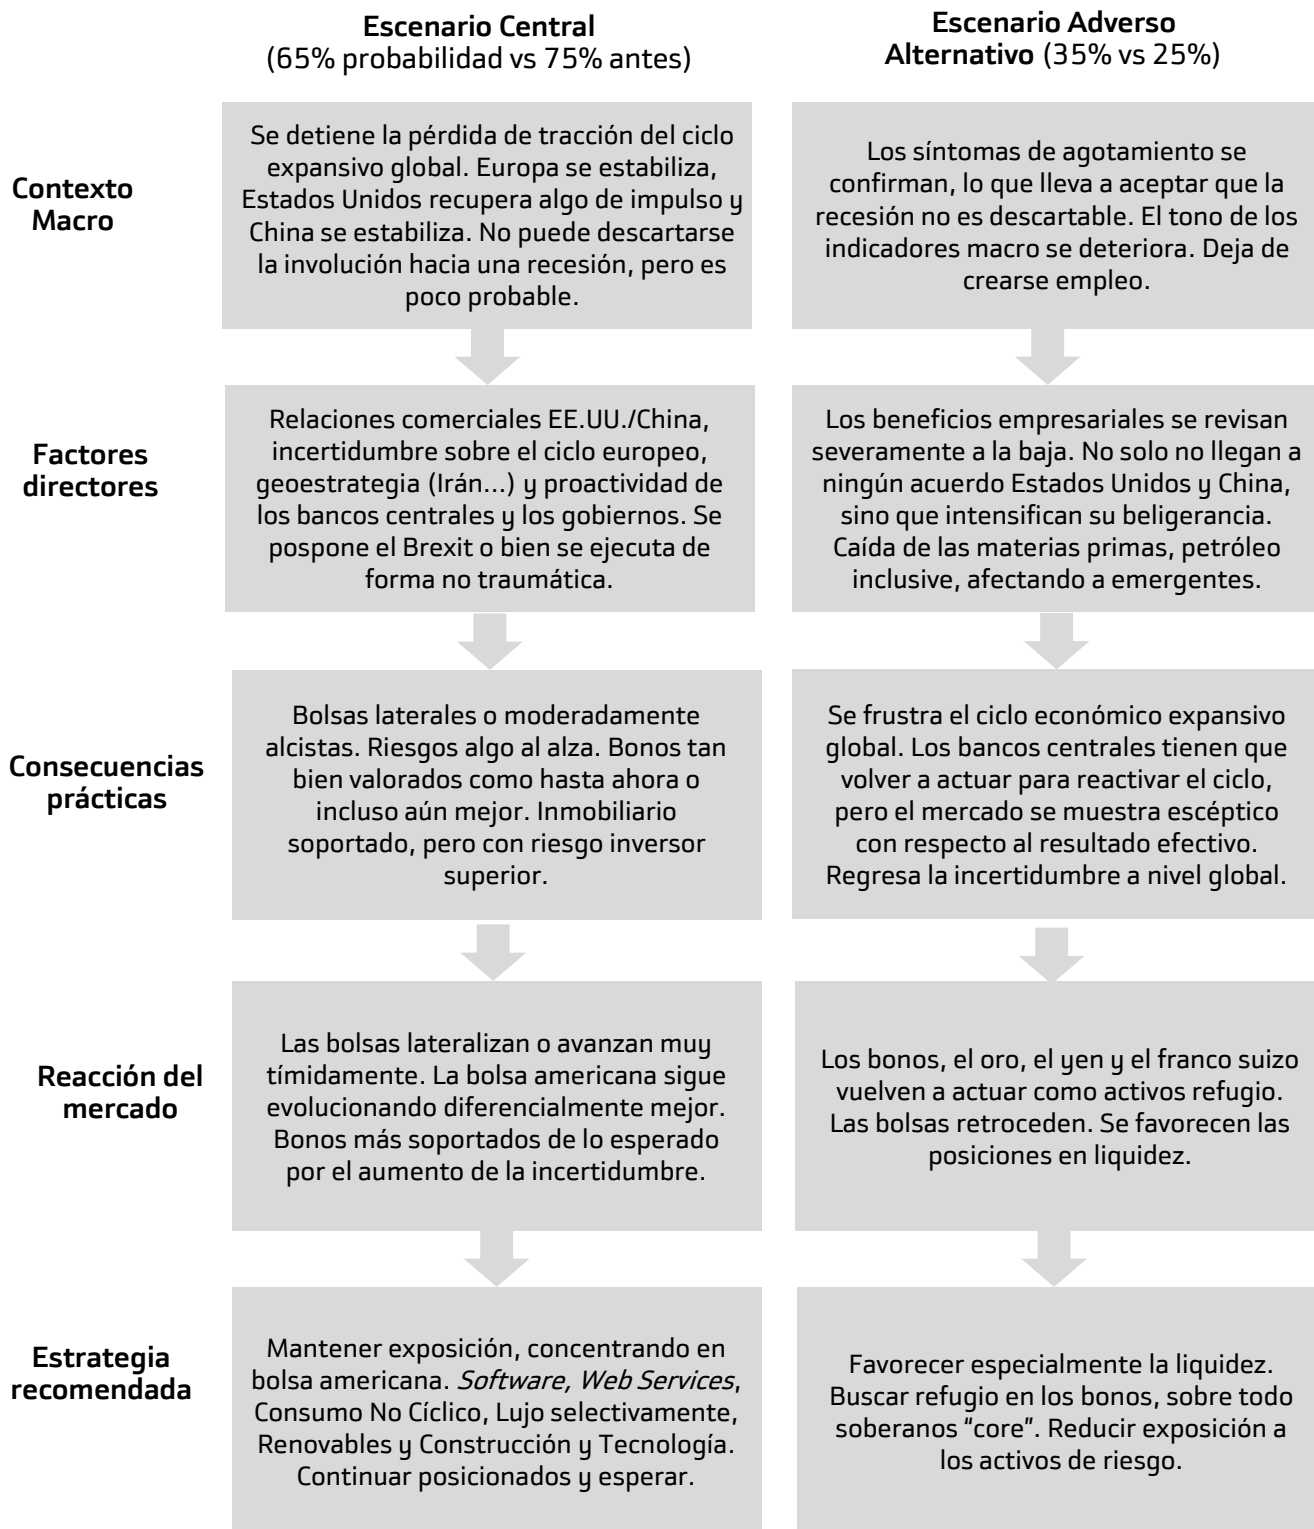 Escenario Central
(65% probabilidad vs 75% antes)
Escenario Adverso
Alternativo (35% vs 25%)
Contexto
Macro
Se detiene la pérdida de tracción del ciclo
expansivo global. Europa se estabiliza,
Estados Unidos recupera algo de impulso y
China se estabiliza. No puede descartarse
la involución hacia una recesión, pero es
poco probable.
Los síntomas de agotamiento se
confirman, lo que lleva a aceptar que la
recesión no es descartable. El tono de los
indicadores macro se deteriora. Deja de
crearse empleo.
Factores
directores
Relaciones comerciales EE.UU./China,
incertidumbre sobre el ciclo europeo,
geoestrategia (Irán...) y proactividad de
los bancos centrales y los gobiernos. Se
pospone el Brexit o bien se ejecuta de
forma no traumática.
Los beneficios empresariales se revisan
severamente a la baja. No solo no llegan a
ningún acuerdo Estados Unidos y China,
sino que intensifican su beligerancia.
Caída de las materias primas, petróleo
inclusive, afectando a emergentes.
Consecuencias
prácticas
Bolsas laterales o moderadamente
alcistas. Riesgos algo al alza. Bonos tan
bien valorados como hasta ahora o
incluso aún mejor. Inmobiliario
soportado, pero con riesgo inversor
superior.
Se frustra el ciclo económico expansivo
global. Los bancos centrales tienen que
volver a actuar para reactivar el ciclo,
pero el mercado se muestra escéptico
con respecto al resultado efectivo.
Regresa la incertidumbre a nivel global.
Reacción del
mercado
Las bolsas lateralizan o avanzan muy
tímidamente. La bolsa americana sigue
evolucionando diferencialmente mejor.
Bonos más soportados de lo esperado
por el aumento de la incertidumbre.
Los bonos, el oro, el yen y el franco suizo
vuelven a actuar como activos refugio.
Las bolsas retroceden. Se favorecen las
posiciones en liquidez.
Estrategia
recomendada
Mantener exposición, concentrando en
bolsa americana. Software, Web Services,
Consumo No Cíclico, Lujo selectivamente,
Renovables y Construcción y Tecnología.
Continuar posicionados y esperar.
Favorecer especialmente la liquidez.
Buscar refugio en los bonos, sobre todo
soberanos “core”. Reducir exposición a
los activos de riesgo.